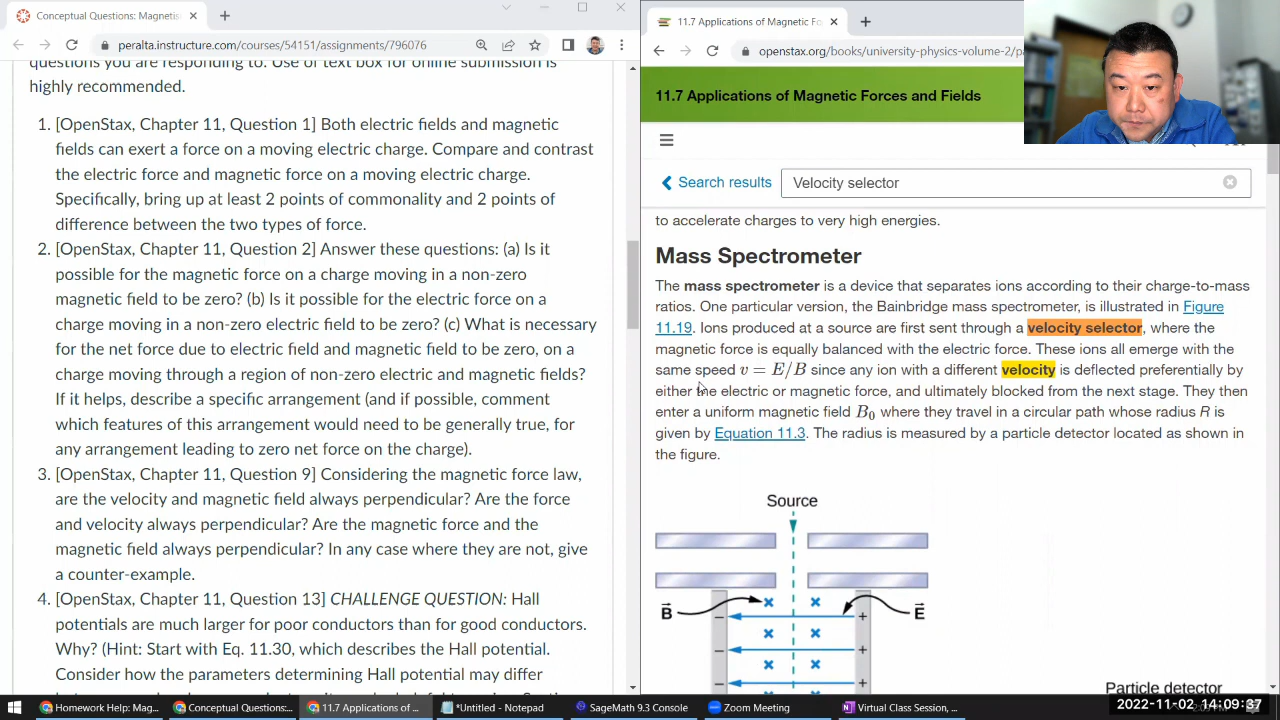 Conceptual Questions: Magnetis
peralta.instructure.com/courses/54151/assignments/796076
questions you are responding to. Use of text box for online submission is
highly recommended.
1. [OpenStax, Chapter 11, Question 1] Both electric fields and magnetic
fields can exert a force on a moving electric charge. Compare and contrast
the electric force and magnetic force on a moving electric charge.
Specifically, bring up at least 2 points of commonality and 2 points of
difference between the two types of force.
2. [OpenStax, Chapter 11, Question 2] Answer these questions: (a) Is it
possible for the magnetic force on a charge moving in a non-zero
magnetic field to be zero? (b) Is it possible for the electric force on a
charge moving in a non-zero electric field to be zero? (c) What is necessary
for the net force due to electric field and magnetic field to be zero, on a
charge moving through a region of non-zero electric and magnetic fields?
If it helps, describe a specific arrangement (and if possible, comment
which features of this arrangement would need to be generally true, for
any arrangement leading to zero net force on the charge).
3. [OpenStax, Chapter 11, Question 9] Considering the magnetic force law,
are the velocity and magnetic field always perpendicular? Are the force
and velocity always perpendicular? Are the magnetic force and the
magnetic field always perpendicular? In any case where they are not, give
a counter-example.
4. [OpenStax, Chapter 11, Question 13] CHALLENGE QUESTION: Hall
potentials are much larger for poor conductors than for good conductors.
Why? (Hint: Start with Eq. 11.30, which describes the Hall potential.
Consider how the parameters determining Hall potential may differ
11.7 Applications of Magnetic Fo
openstax.org/books/university-physics-volume-2/p
11.7 Applications of Magnetic Forces and Fields
Search results
Velocity selector
to accelerate charges to very high energies.
Mass Spectrometer
The mass spectrometer is a device that separates ions according to their charge-to-mass
ratios. One particular version, the Bainbridge mass spectrometer, is illustrated in Figure
11.19. Ions produced at a source are first sent through a velocity selector, where the
magnetic force is equally balanced with the electric force. These ions all emerge with the
same speed v = E/B since any ion with a different velocity is deflected preferentially by
either the electric or magnetic force, and ultimately blocked from the next stage. They then
enter a uniform magnetic field B₀ where they travel in a circular path whose radius R is
given by Equation 11.3. The radius is measured by a particle detector located as shown in
the figure.
Source
B⃗ E⃗
− +
− +
− +
Particle detector
Homework Help: Mag...
Conceptual Questions:...
11.7 Applications of ...
*Untitled - Notepad
SageMath 9.3 Console
Zoom Meeting
Virtual Class Session, ...
2022-11-02 14:09:37